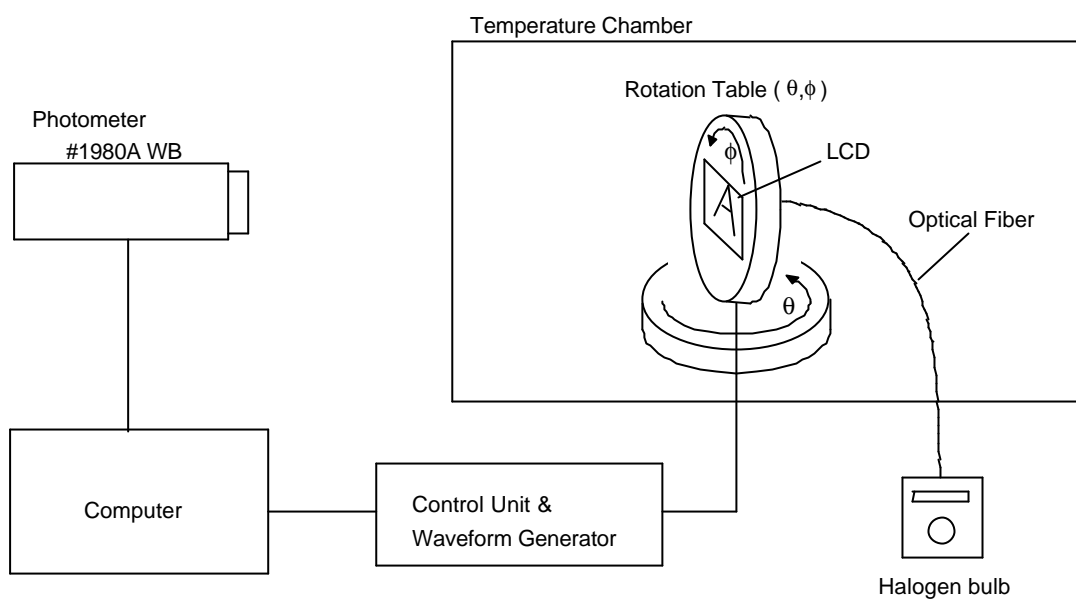 Temperature Chamber
Rotation Table ( θ,ϕ )
Photometer
#1980A WB
ϕ
LCD
A
Optical Fiber
θ
Computer
Control Unit &
Waveform Generator
Halogen bulb